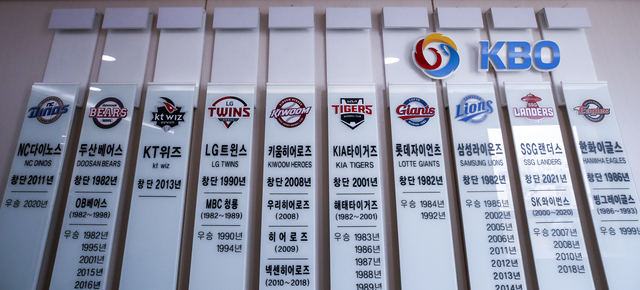 KBO
NC DINOS
NC다이노스
NC DINOS
창단 2011년
우승 2020년
BEARS
두산베어스
DOOSAN BEARS
창단 1982년
OB베어스
(1982~1998)
우승 1982년
1995년
2001년
2015년
2016년
kt wiz
KT위즈
kt wiz
창단 2013년
LG
TWINS
LG트윈스
LG TWINS
창단 1990년
MBC 청룡
(1982~1989)
우승 1990년
1994년
KIWOOM
키움히어로즈
KIWOOM HEROES
창단 2008년
우리히어로즈
(2008)
히어로즈
(2009)
넥센히어로즈
(2010~2018)
TIGERS
KIA타이거즈
KIA TIGERS
창단 2001년
해태타이거즈
(1982~2001)
우승 1983년
1986년
1987년
1988년
1989년
Giants
롯데자이언츠
LOTTE GIANTS
창단 1982년
우승 1984년
1992년
Lions
삼성라이온즈
SAMSUNG LIONS
창단 1982년
우승 1985년
2002년
2005년
2006년
2011년
2012년
2013년
2014년
SSG
LANDERS
SSG랜더스
SSG LANDERS
창단 2021년
SK와이번스
(2000~2020)
우승 2007년
2008년
2010년
2018년
한화이글스
HANWHA EAGLES
창단 1986년
빙그레이글스
(1986~1993)
우승 1999년